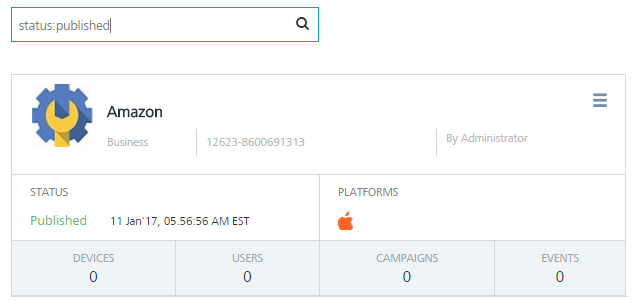 status:published
Amazon
Business 12623-8600691313 By Administrator
STATUS PLATFORMS
Published 11 Jan'17, 05.56:56 AM EST
DEVICES USERS CAMPAIGNS EVENTS
0 0 0 0